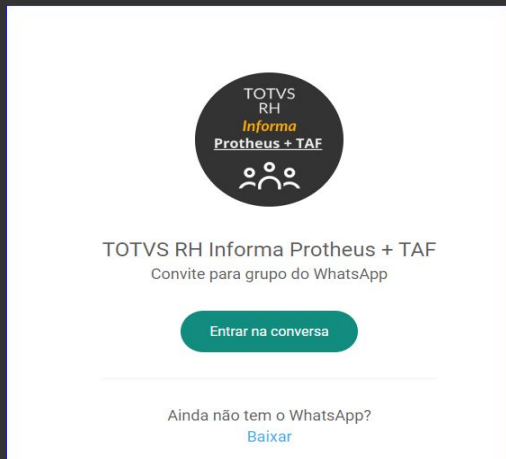 TOTVS
RH
Informa
Protheus + TAF
TOTVS RH Informa Protheus + TAF
Convite para grupo do WhatsApp
Entrar na conversa
Ainda não tem o WhatsApp?
Baixar